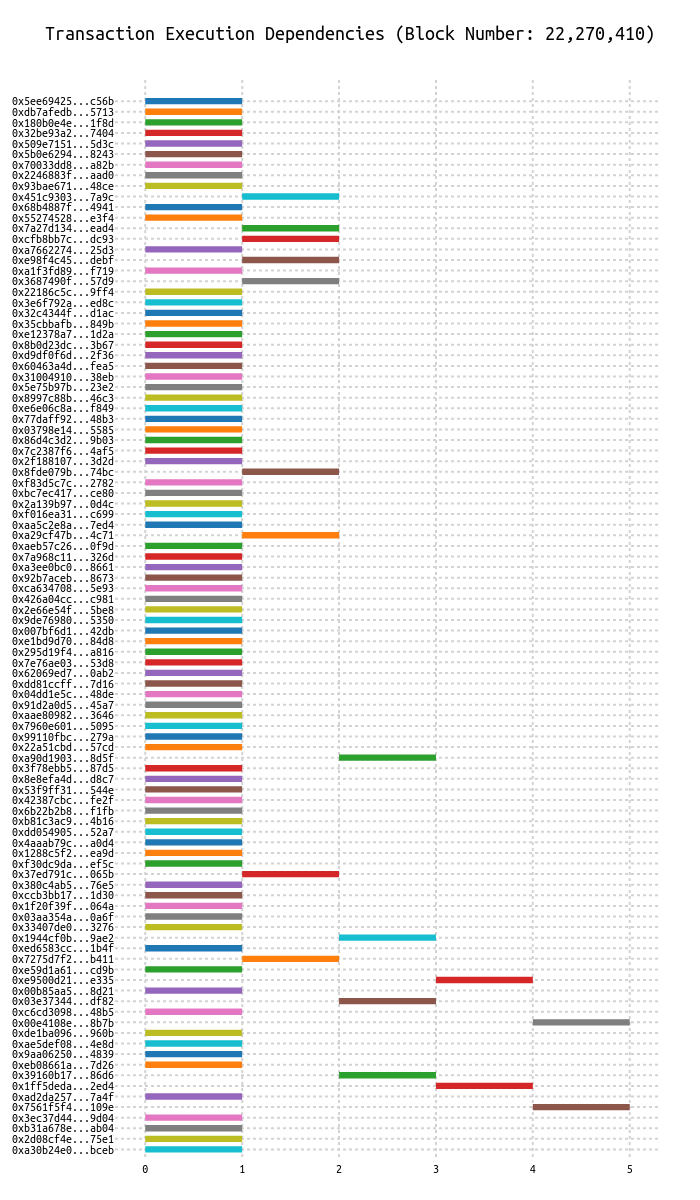 Transaction Execution Dependencies (Block Number: 22,270,410)
0x5ee69425...c56b
0xdb7afedb...5713
0x180b0e4e...1f8d
0x32be93a2...7404
0x509e7151...5d3c
0x5b0e6294...8243
0x70033dd8...a82b
0x2246883f...aad0
0x93bae671...48ce
0x451c9303...7a9c
0x68b4887f...4941
0x55274528...e3f4
0x7a27d134...ead4
0xcfb8bb7c...dc93
0xa7662274...25d3
0xe98f4c45...debf
0xa1f3fd89...f719
0x3687490f...57d9
0x22186c5c...9ff4
0x3e6f792a...ed8c
0x32c4344f...d1ac
0x35cbbafb...849b
0xe12378a7...1d2a
0x8b0d23dc...3b67
0xd9df0f6d...2f36
0x60463a4d...fea5
0x31004910...38eb
0x5e75b97b...23e2
0x8997c88b...46c3
0xe6e06c8a...f849
0x77daff92...48b3
0x03798e14...5585
0x86d4c3d2...9b03
0x7c2387f6...4af5
0x2f188107...3d2d
0x8fde079b...74bc
0xf83d5c7c...2782
0xbc7ec417...ce80
0x2a139b97...0d4c
0xf016ea31...c699
0xaa5c2e8a...7ed4
0xa29cf47b...4c71
0xaeb57c26...0f9d
0x7a968c11...326d
0xa3ee0bc0...8661
0x92b7aceb...8673
0xca634708...5e93
0x426a04cc...c981
0x2e66e54f...5be8
0x9de76980...5350
0x007bf6d1...42db
0xe1bd9d70...84d8
0x295d19f4...a816
0x7e76ae03...53d8
0x62069ed7...0ab2
0xdd81ccff...7d16
0x04dd1e5c...48de
0x91d2a0d5...45a7
0xaae80982...3646
0x7960e601...5095
0x99110fbc...279a
0x22a51cbd...57cd
0xa90d1903...8d5f
0x3f78ebb5...87d5
0x8e8efa4d...d8c7
0x53f9ff31...544e
0x42387cbc...fe2f
0x6b22b2b8...f1fb
0xb81c3ac9...4b16
0xdd054905...52a7
0x4aaab79c...a0d4
0x1288c5f2...ea9d
0xf30dc9da...ef5c
0x37ed791c...065b
0x380c4ab5...76e5
0xccb3bb17...1d30
0x1f20f39f...064a
0x03aa354a...0a6f
0x33407de0...3276
0x1944cf0b...9ae2
0xed6583cc...1b4f
0x7275d7f2...b411
0xe59d1a61...cd9b
0xe9500d21...e335
0x00b85aa5...8d21
0x03e37344...df82
0xc6cd3098...48b5
0x00e4108e...8b7b
0xde1ba096...960b
0xae5def08...4e8d
0x9aa06250...4839
0xeb08661a...7d26
0x39160b17...86d6
0x1ff5deda...2ed4
0xad2da257...7a4f
0x7561f5f4...109e
0x3ec37d44...9d04
0xb31a678e...ab04
0x2d08cf4e...75e1
0xa30b24e0...bceb
0 1 2 3 4 5